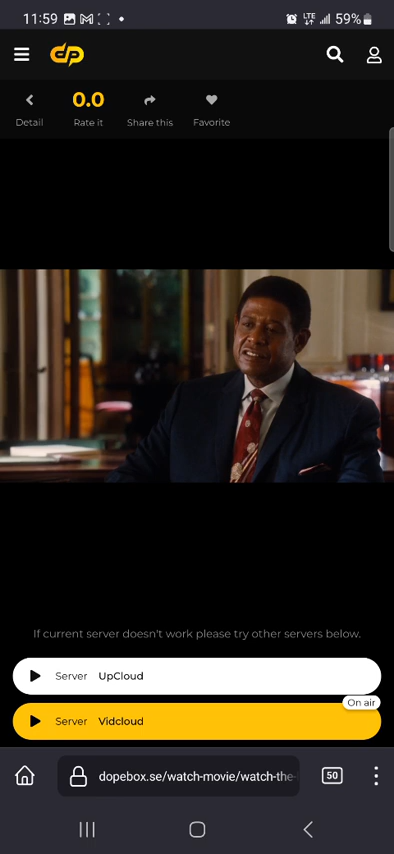 11:59
LTE
59%
dp
0.0
Detail
Rate it
Share this
Favorite
If current server doesn't work please try other servers below.
Server UpCloud
On air
Server Vidcloud
dopebox.se/watch-movie/watch-the-
50